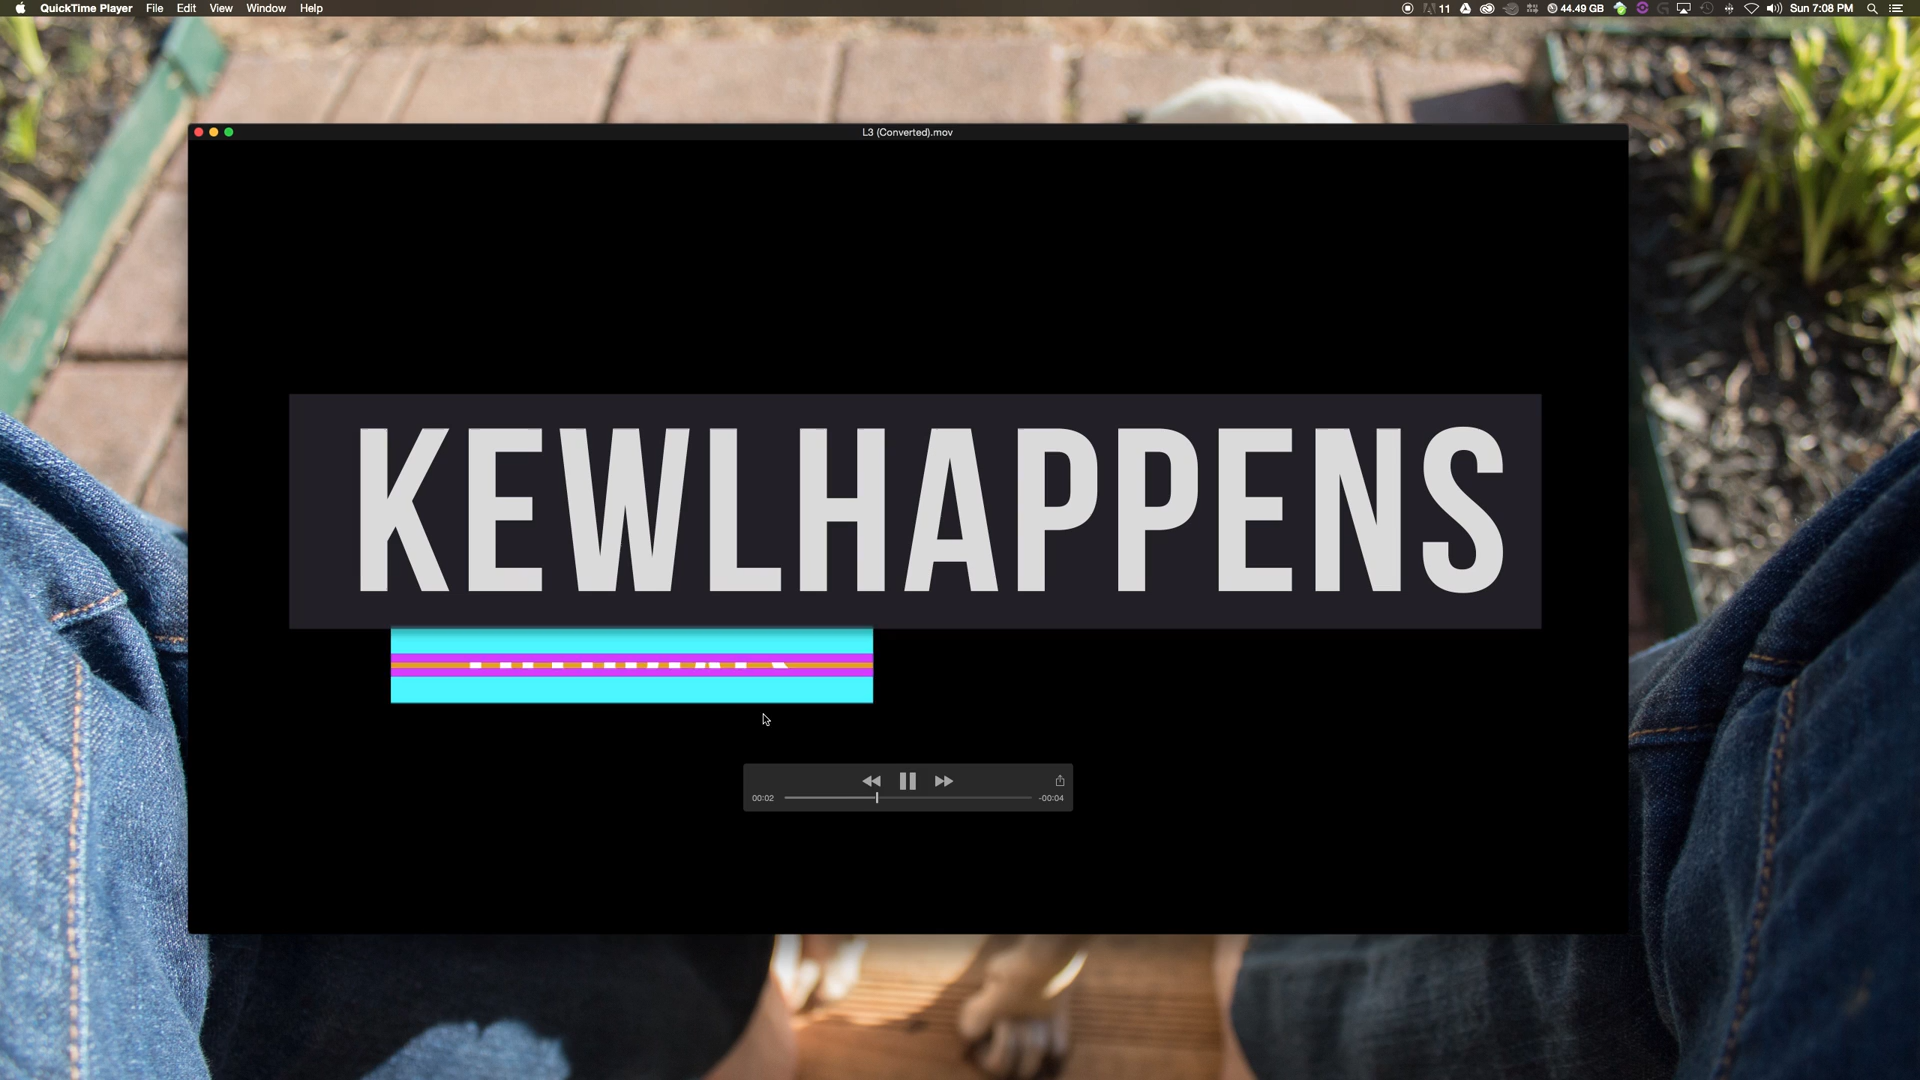 QuickTime Player File Edit View Window Help 11 44.49 GB Sun 7:08 PM
L3 (Converted).mov
KEWLHAPPENS
00:02 -00:04